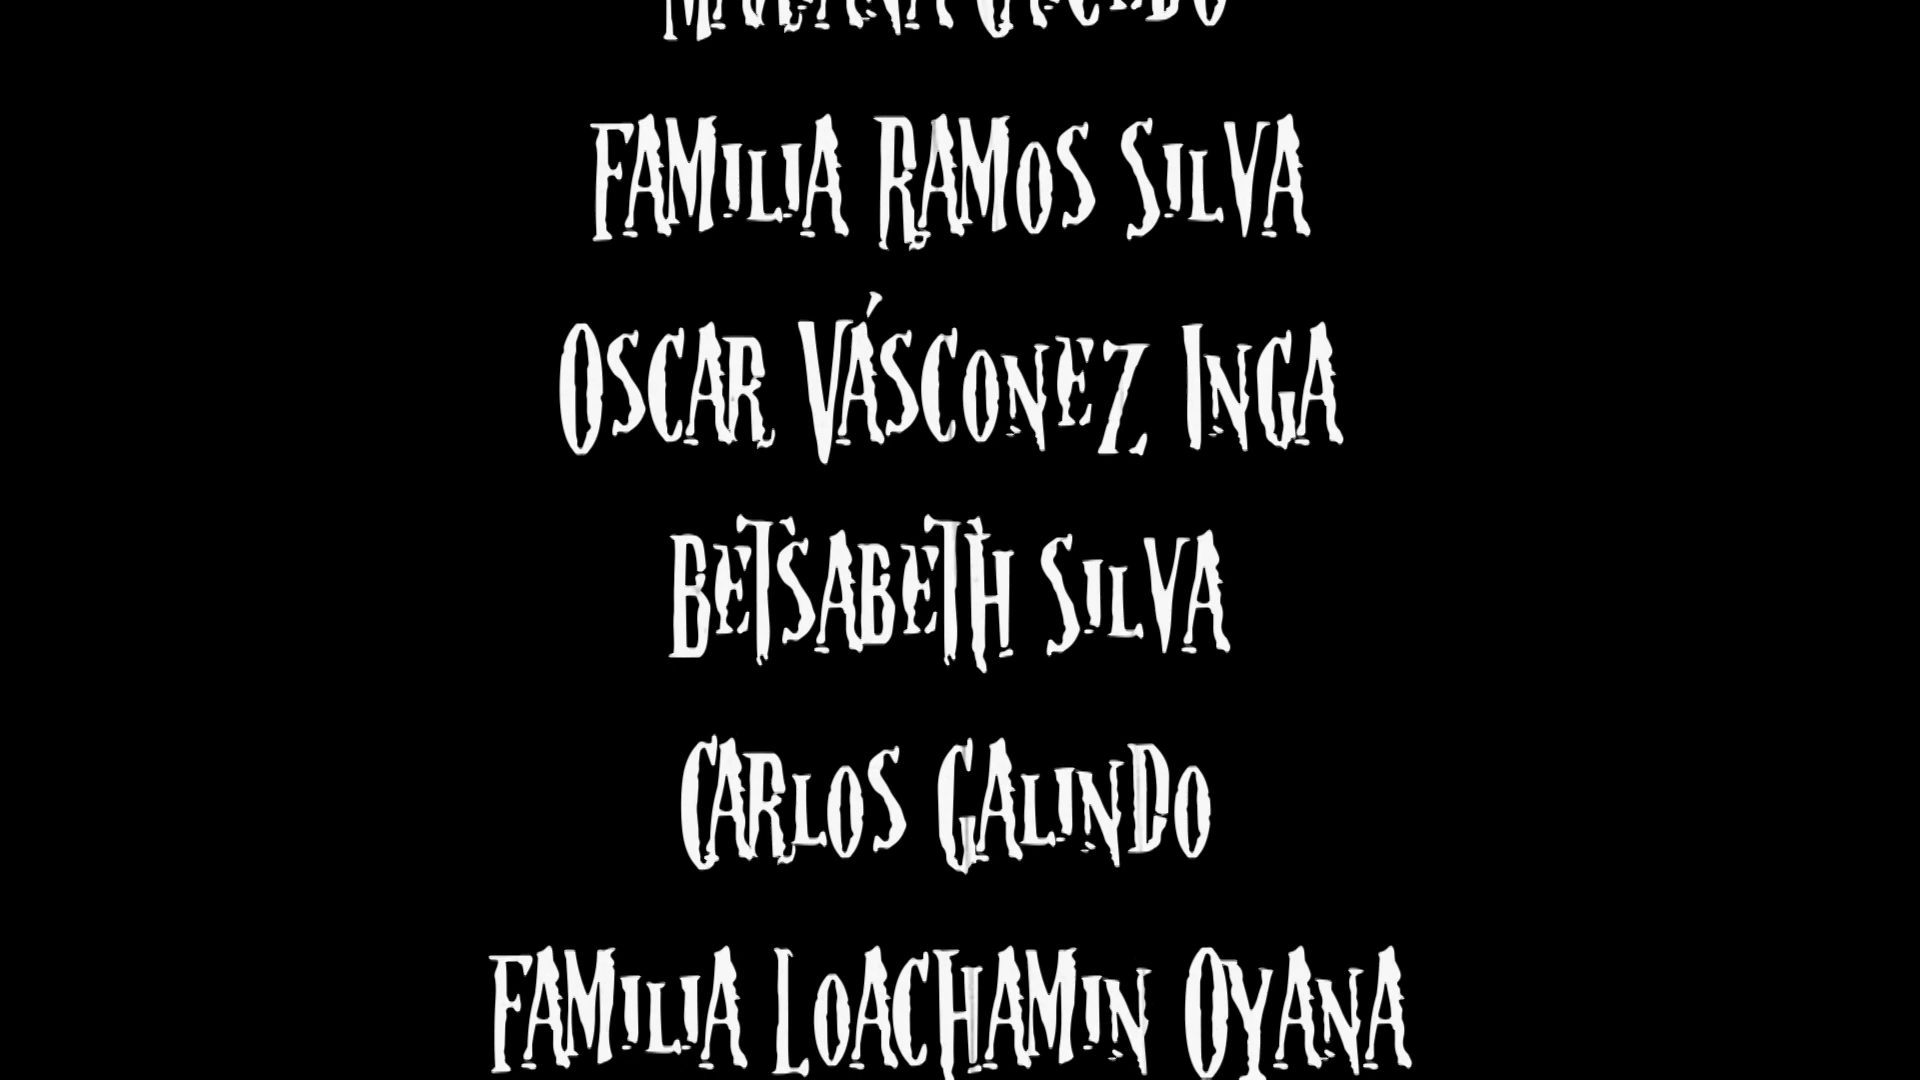 Familia Ramos Silva
Oscar Vásconez Inga
Betsabeth Silva
Carlos Galindo
Familia Loachamin Oyana